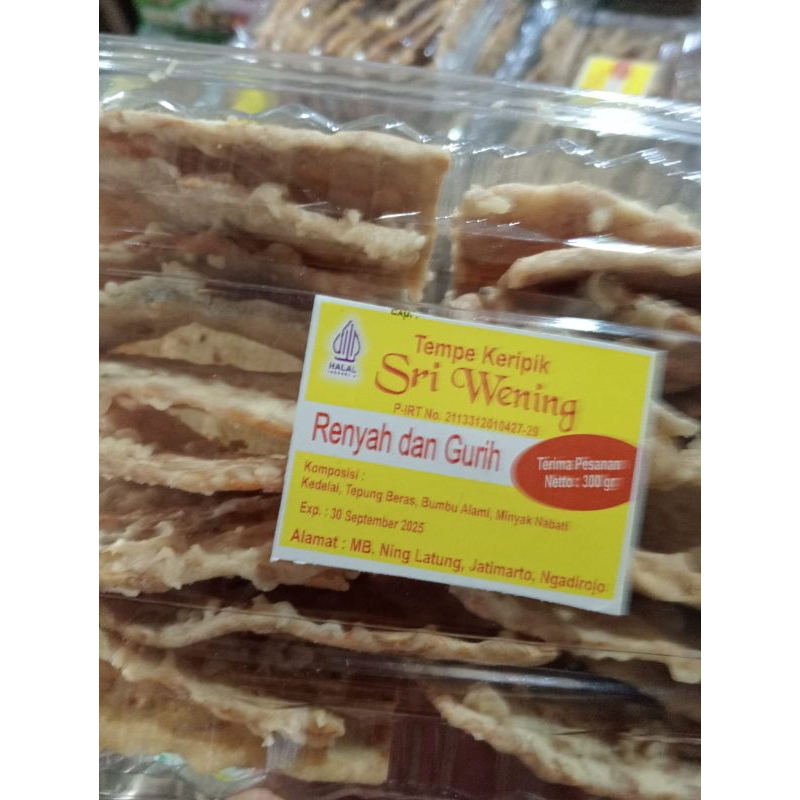 HALAL
INDONESIA
Tempe Keripik
Sri Wening
P-IRT No. 2113312010427-29
Renyah dan Gurih
Terima Pesanan
Netto : 300 gr
Komposisi :
Kedelai, Tepung Beras, Bumbu Alami, Minyak Nabati
Exp. : 30 September 2025
Alamat : MB. Ning Latung, Jatimarto, Ngadirojo